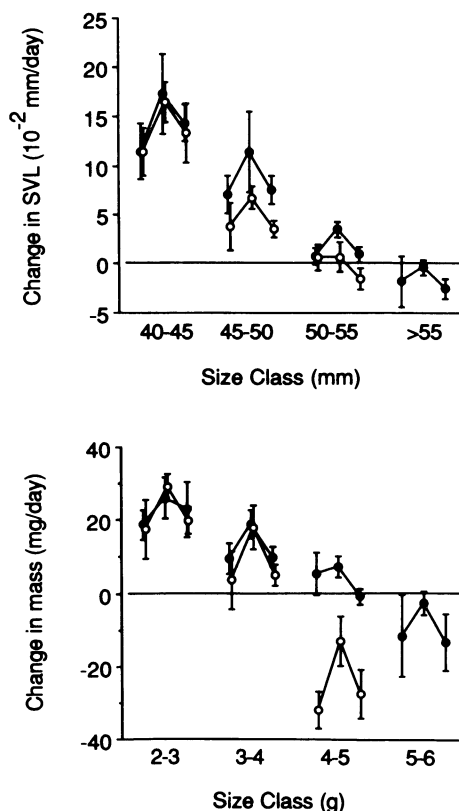 Change in SVL (10⁻² mm/day)
25
20
15
10
5
0
-5
40-45 45-50 50-55 >55
Size Class (mm)
Change in mass (mg/day)
40
20
0
-20
-40
2-3 3-4 4-5 5-6
Size Class (g)